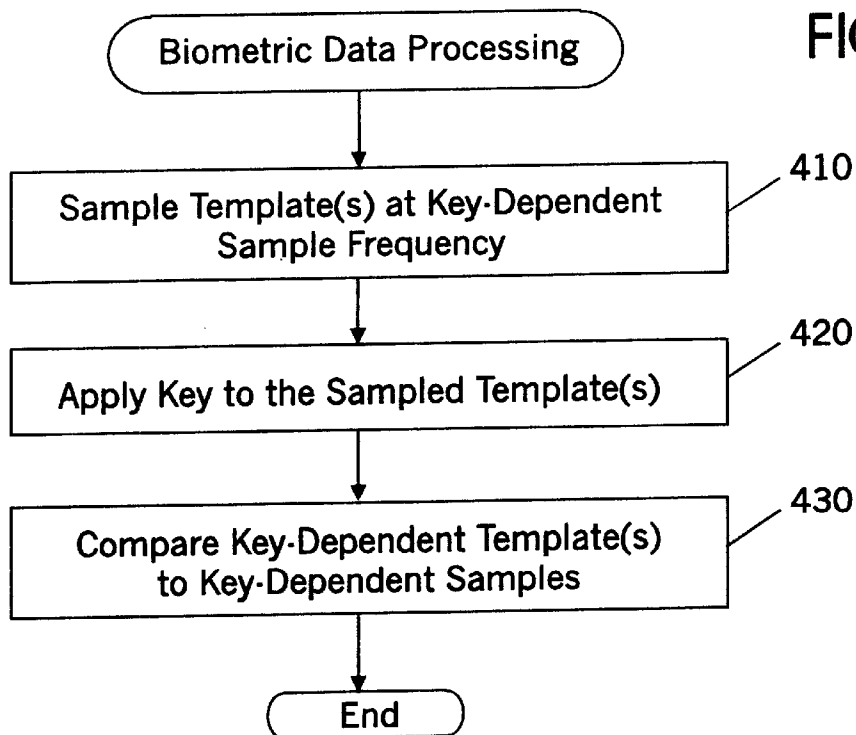 Biometric Data Processing
FIG
410
Sample Template(s) at Key-Dependent
Sample Frequency
420
Apply Key to the Sampled Template(s)
430
Compare Key-Dependent Template(s)
to Key-Dependent Samples
End